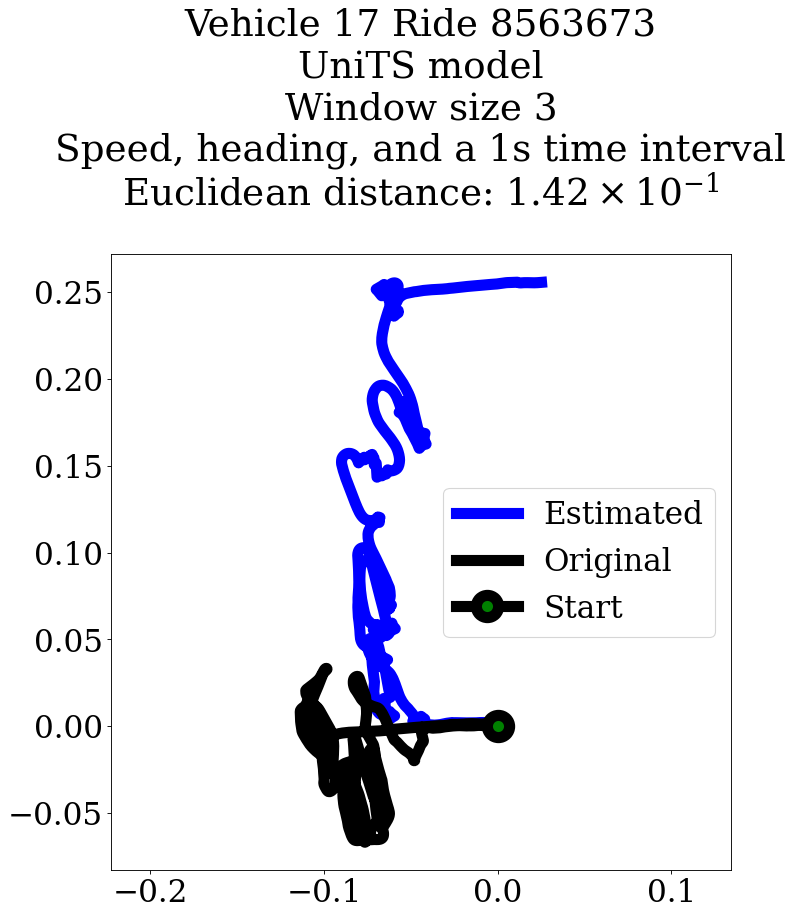 Vehicle 17 Ride 8563673
UniTS model
Window size 3
Speed, heading, and a 1s time interval
Euclidean distance: 1.42 × 10⁻¹
0.25
0.20
0.15
0.10
0.05
0.00
−0.05
Estimated
Original
Start
−0.2 −0.1 0.0 0.1